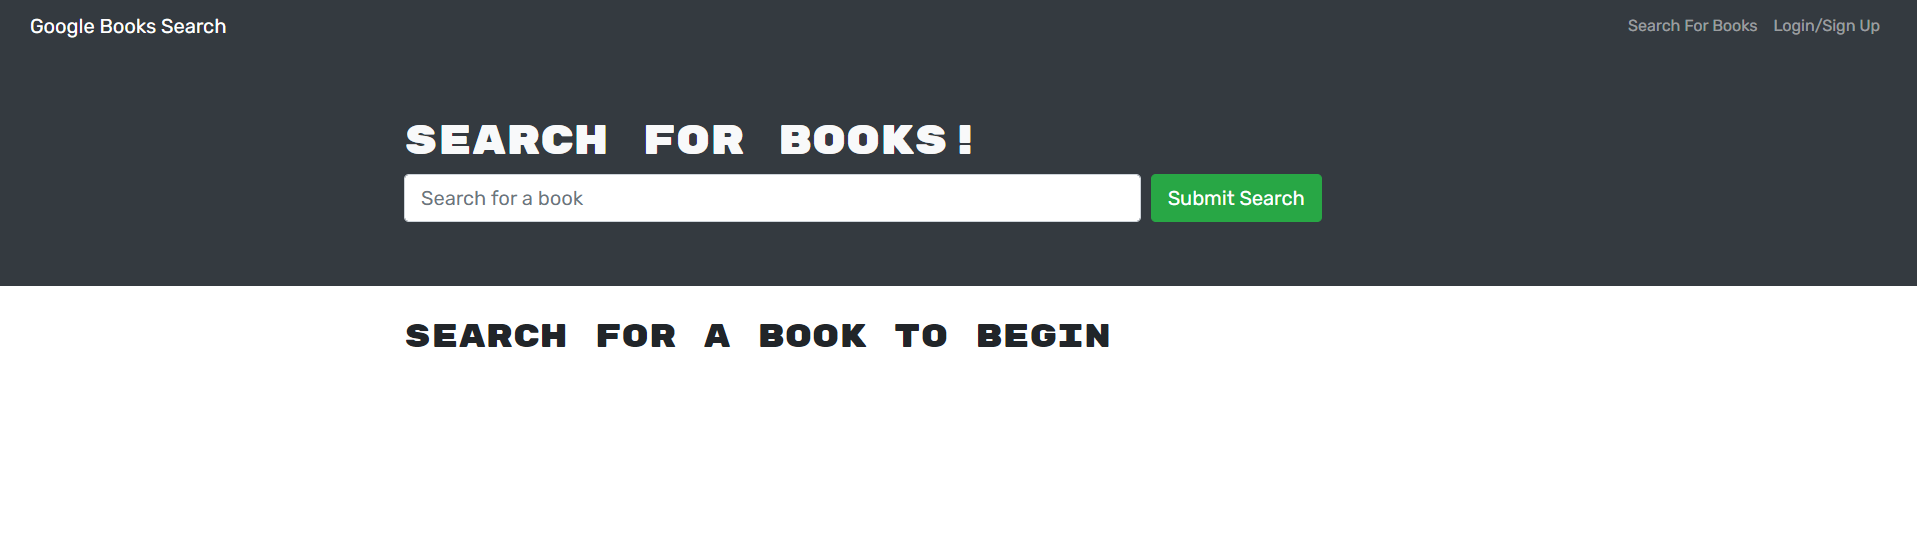 Google Books Search
Search For Books Login/Sign Up
SEARCH FOR BOOKS!
Search for a book
Submit Search
SEARCH FOR A BOOK TO BEGIN